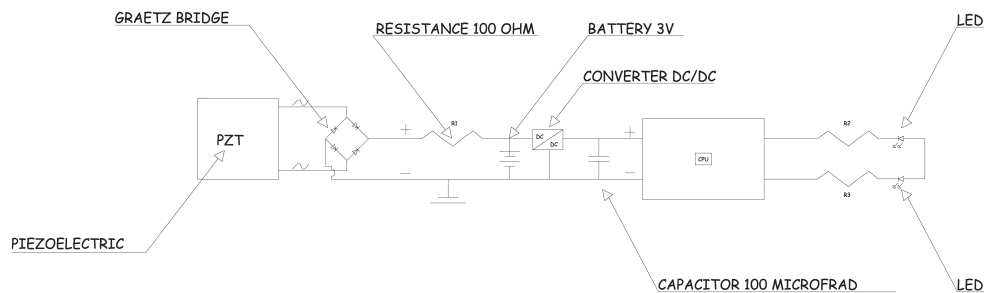 GRAETZ BRIDGE
RESISTANCE 100 OHM
BATTERY 3V
LED
CONVERTER DC/DC
PZT
R1
DC
DC
CPU
R2
R3
PIEZOELECTRIC
CAPACITOR 100 MICROFRAD
LED